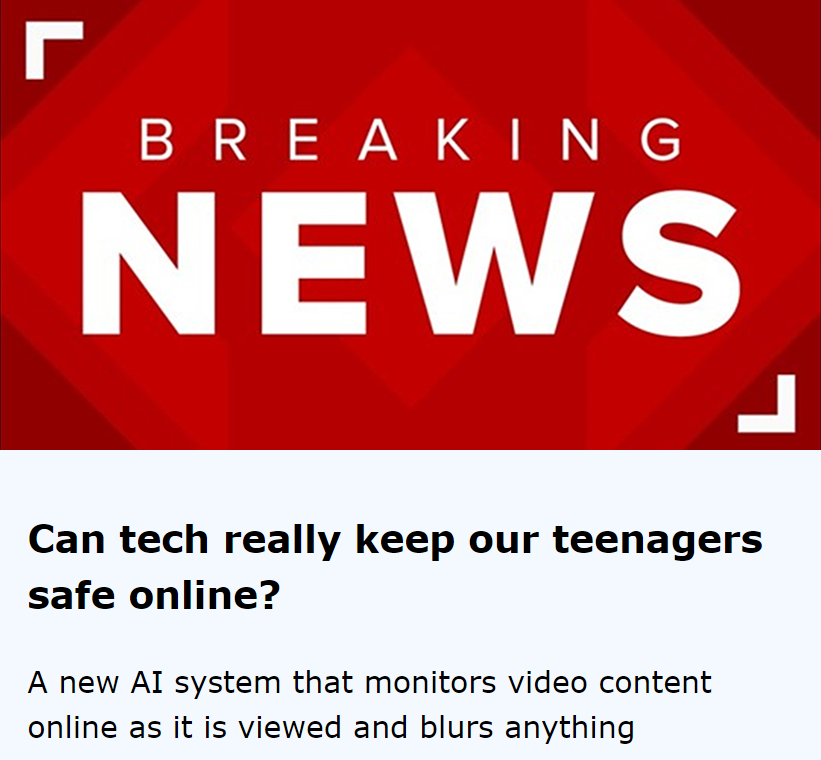 BREAKING
NEWS
Can tech really keep our teenagers
safe online?
A new AI system that monitors video content
online as it is viewed and blurs anything